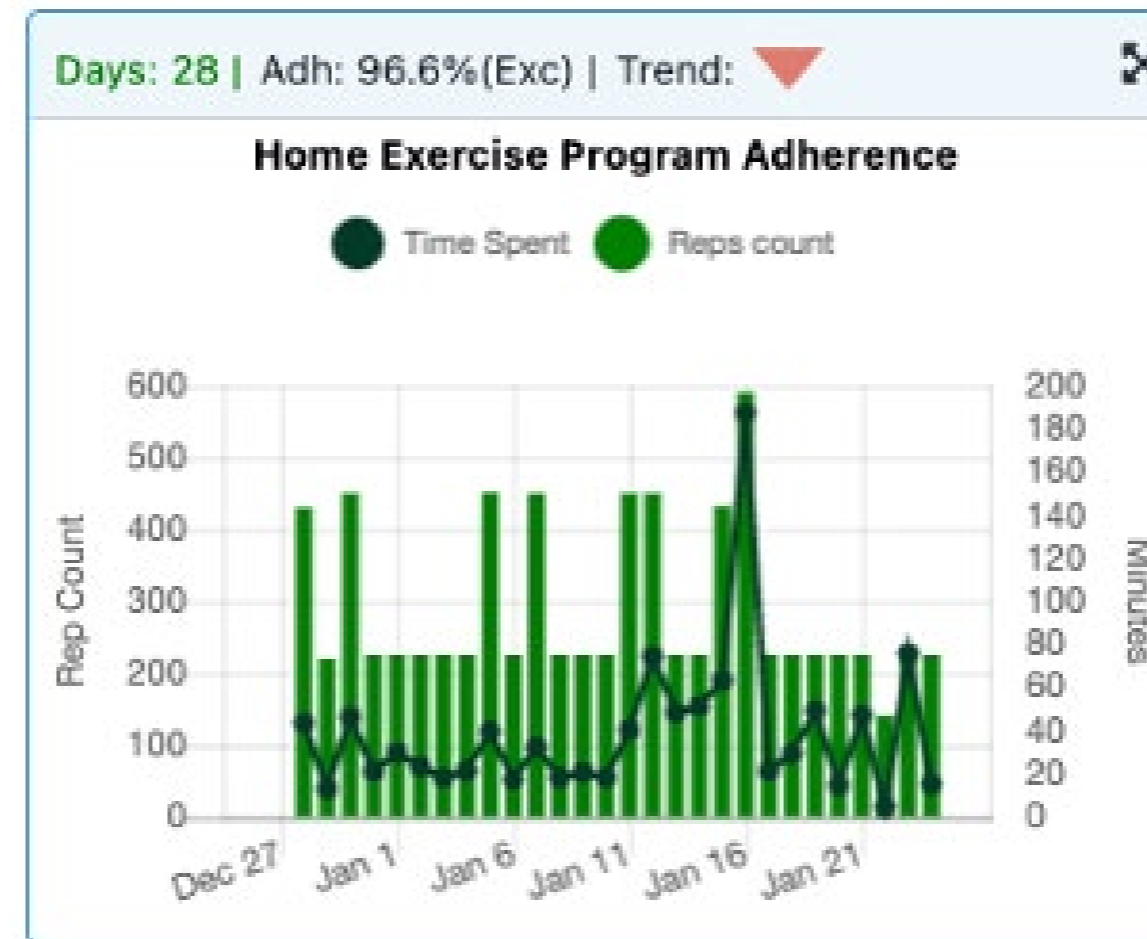 Days: 28 | Adh: 96.6%(Exc) | Trend:
Home Exercise Program Adherence
Time Spent
Reps count
Rep Count
600
500
400
300
200
100
0
200
180
160
140
120
100
80
60
40
20
0
Minutes
Dec 27
Jan 1
Jan 6
Jan 11
Jan 16
Jan 21